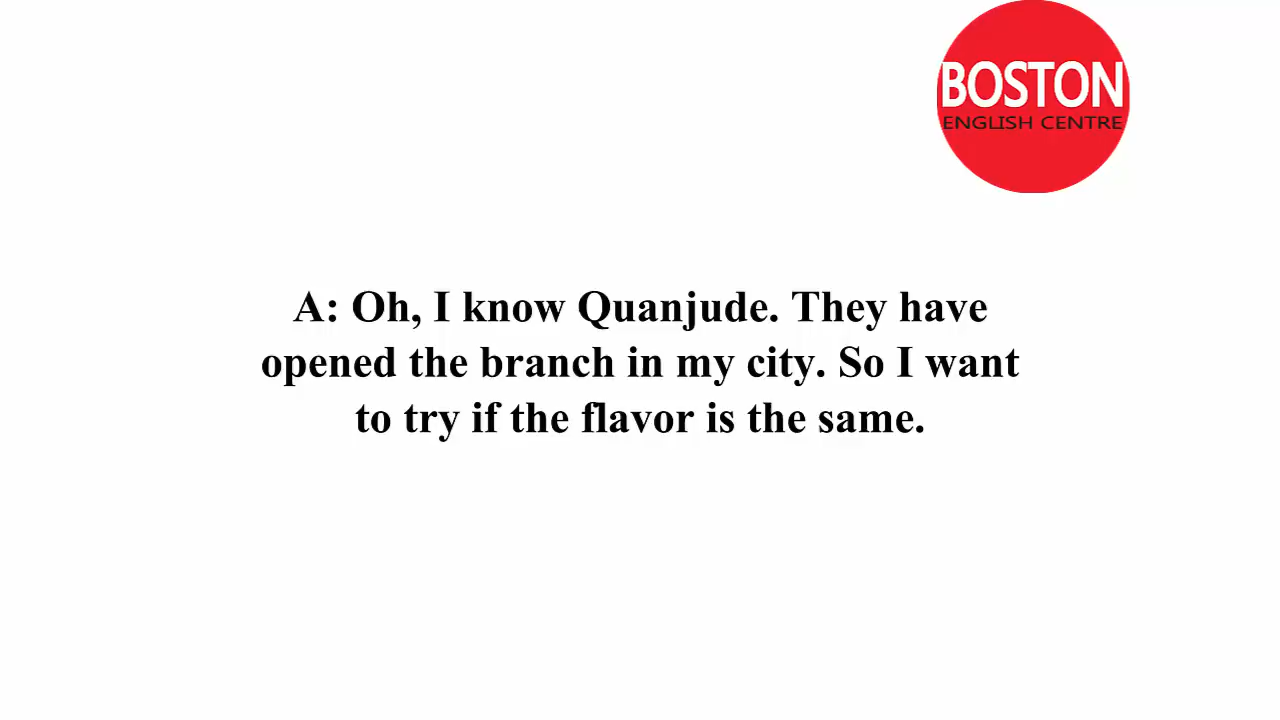 BOSTON
ENGLISH CENTRE
A: Oh, I know Quanjude. They have
opened the branch in my city. So I want
to try if the flavor is the same.